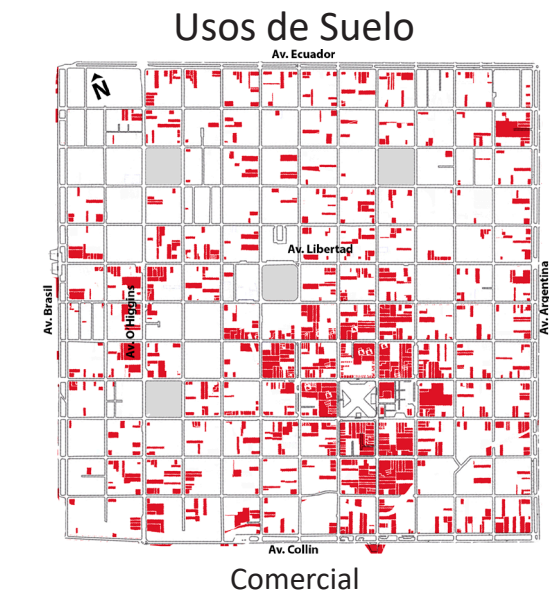 Usos de Suelo
Av. Ecuador
N
Av. Libertad
Av. Brasil
Av. O'Higgins
Av. Argentina
Av. Collin
Comercial